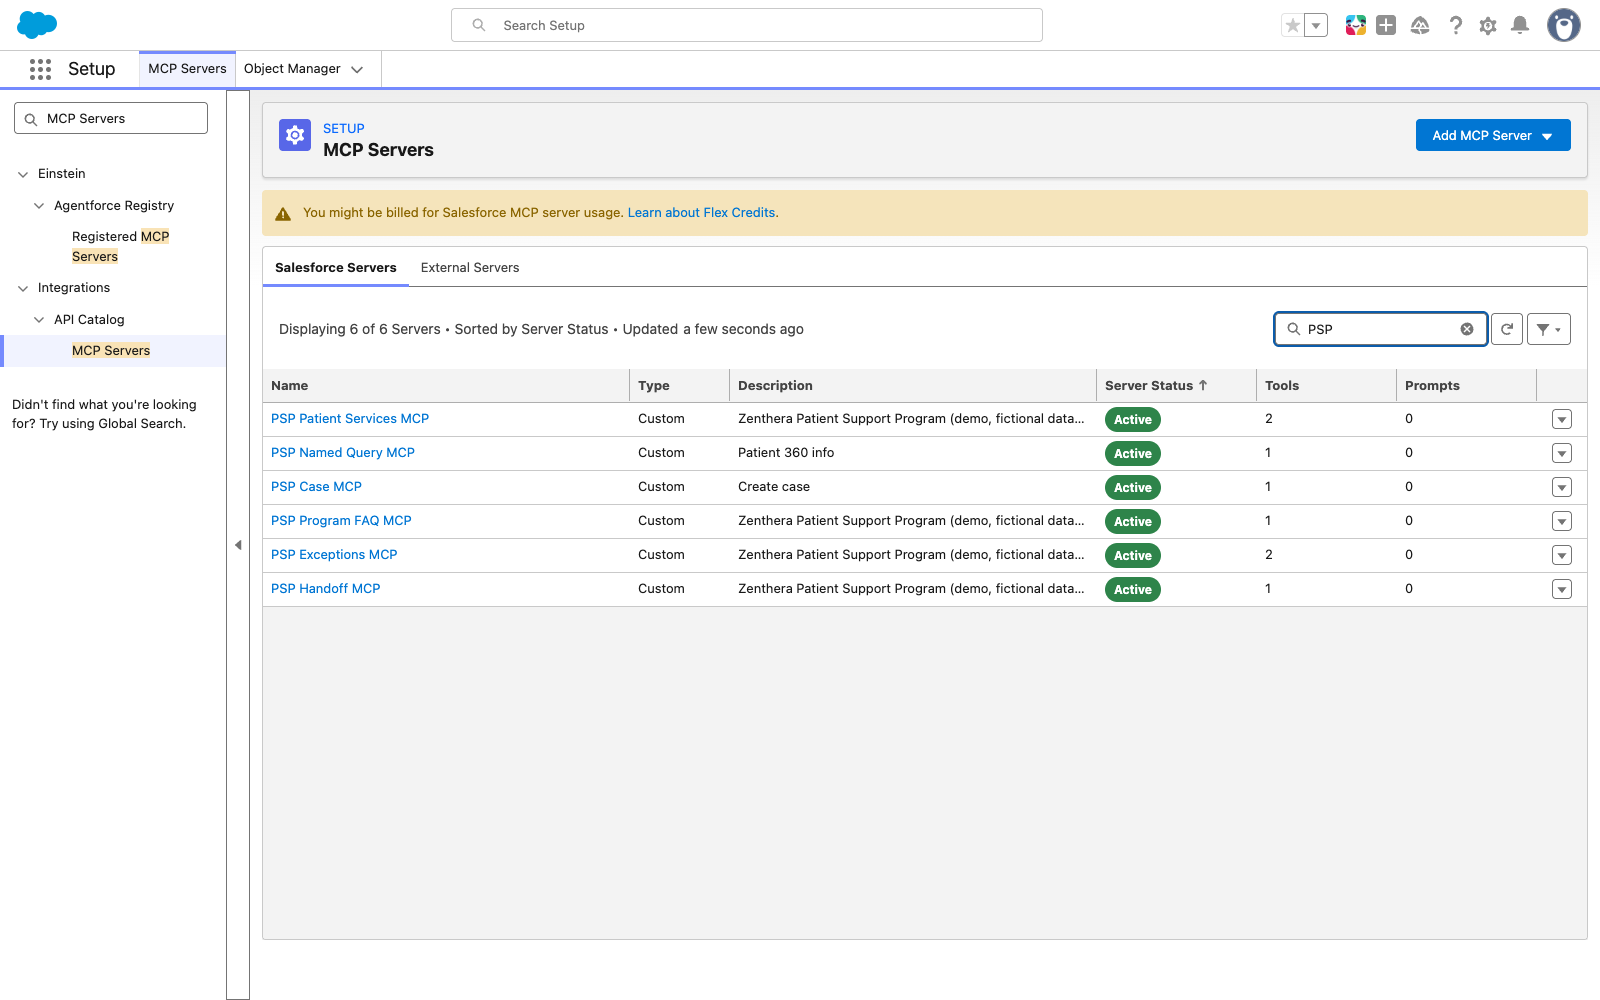 Search Setup
Setup
MCP Servers
Object Manager
MCP Servers
Einstein
Agentforce Registry
Registered MCP
Servers
Integrations
API Catalog
MCP Servers
Didn't find what you're looking
for? Try using Global Search.
SETUP
MCP Servers
Add MCP Server
You might be billed for Salesforce MCP server usage. Learn about Flex Credits.
Salesforce Servers External Servers
Displaying 6 of 6 Servers • Sorted by Server Status • Updated a few seconds ago
PSP
Name Type Description Server Status ↑ Tools Prompts
PSP Patient Services MCP Custom Zenthera Patient Support Program (demo, fictional data... Active 2 0
PSP Named Query MCP Custom Patient 360 info Active 1 0
PSP Case MCP Custom Create case Active 1 0
PSP Program FAQ MCP Custom Zenthera Patient Support Program (demo, fictional data... Active 1 0
PSP Exceptions MCP Custom Zenthera Patient Support Program (demo, fictional data... Active 2 0
PSP Handoff MCP Custom Zenthera Patient Support Program (demo, fictional data... Active 1 0